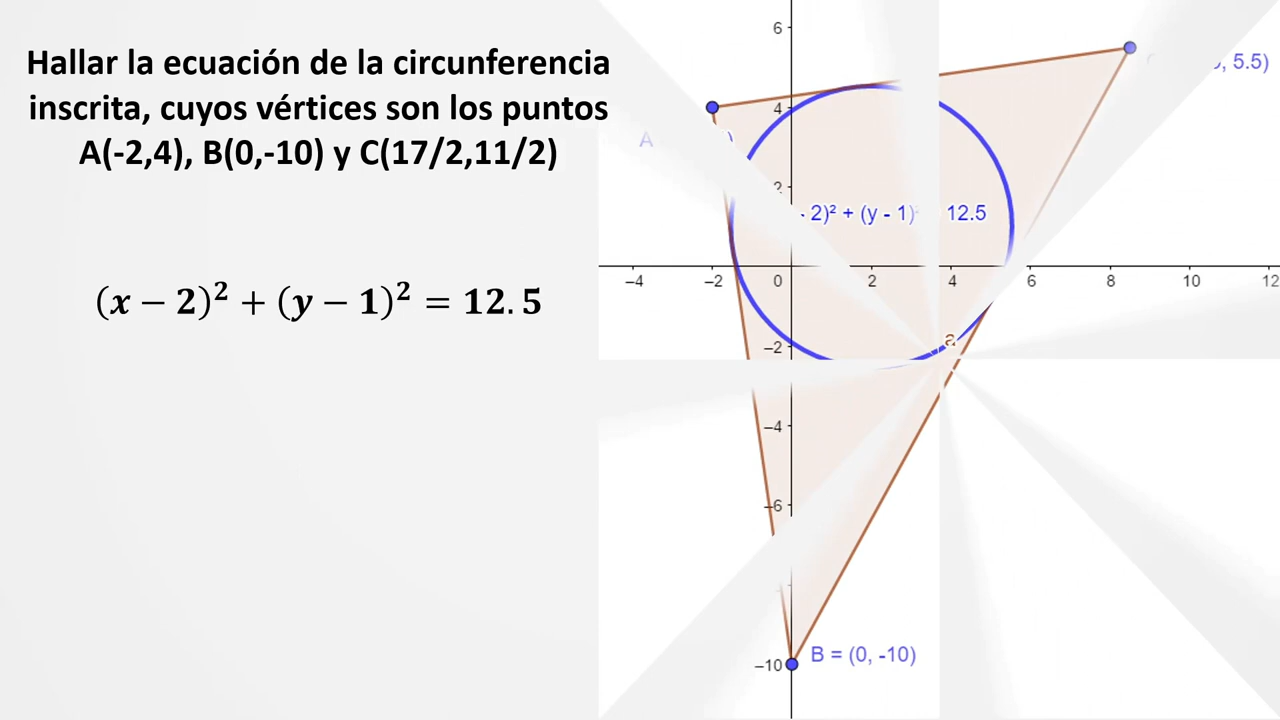 Hallar la ecuación de la circunferencia
inscrita, cuyos vértices son los puntos
A(-2,4), B(0,-10) y C(17/2,11/2)
(x − 2)² + (y − 1)² = 12.5
6
5.5)
4
A
2
- 2)² + (y - 1) 12.5
−4 −2 0 2 4 6 8 10 12
a
−2
−4
−6
B = (0, -10)
−10